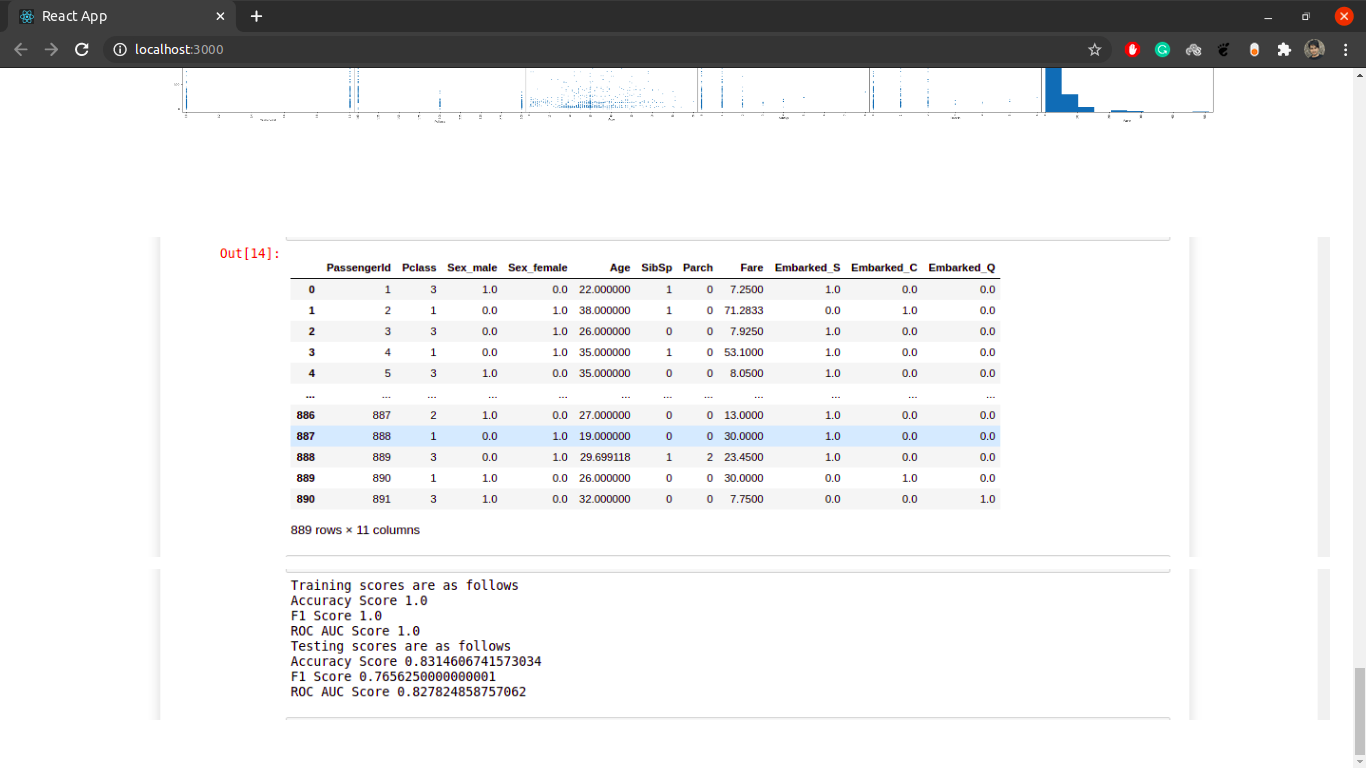 React App
localhost:3000
Out[14]:
PassengerId Pclass Sex_male Sex_female Age SibSp Parch Fare Embarked_S Embarked_C Embarked_Q
0 1 3 1.0 0.0 22.000000 1 0 7.2500 1.0 0.0 0.0
1 2 1 0.0 1.0 38.000000 1 0 71.2833 0.0 1.0 0.0
2 3 3 0.0 1.0 26.000000 0 0 7.9250 1.0 0.0 0.0
3 4 1 0.0 1.0 35.000000 1 0 53.1000 1.0 0.0 0.0
4 5 3 1.0 0.0 35.000000 0 0 8.0500 1.0 0.0 0.0
... ... ... ... ... ... ... ... ... ... ... ...
886 887 2 1.0 0.0 27.000000 0 0 13.0000 1.0 0.0 0.0
887 888 1 0.0 1.0 19.000000 0 0 30.0000 1.0 0.0 0.0
888 889 3 0.0 1.0 29.699118 1 2 23.4500 1.0 0.0 0.0
889 890 1 1.0 0.0 26.000000 0 0 30.0000 0.0 1.0 0.0
890 891 3 1.0 0.0 32.000000 0 0 7.7500 0.0 0.0 1.0
889 rows × 11 columns
Training scores are as follows
Accuracy Score 1.0
F1 Score 1.0
ROC AUC Score 1.0
Testing scores are as follows
Accuracy Score 0.8314606741573034
F1 Score 0.7656250000000001
ROC AUC Score 0.827824858757062